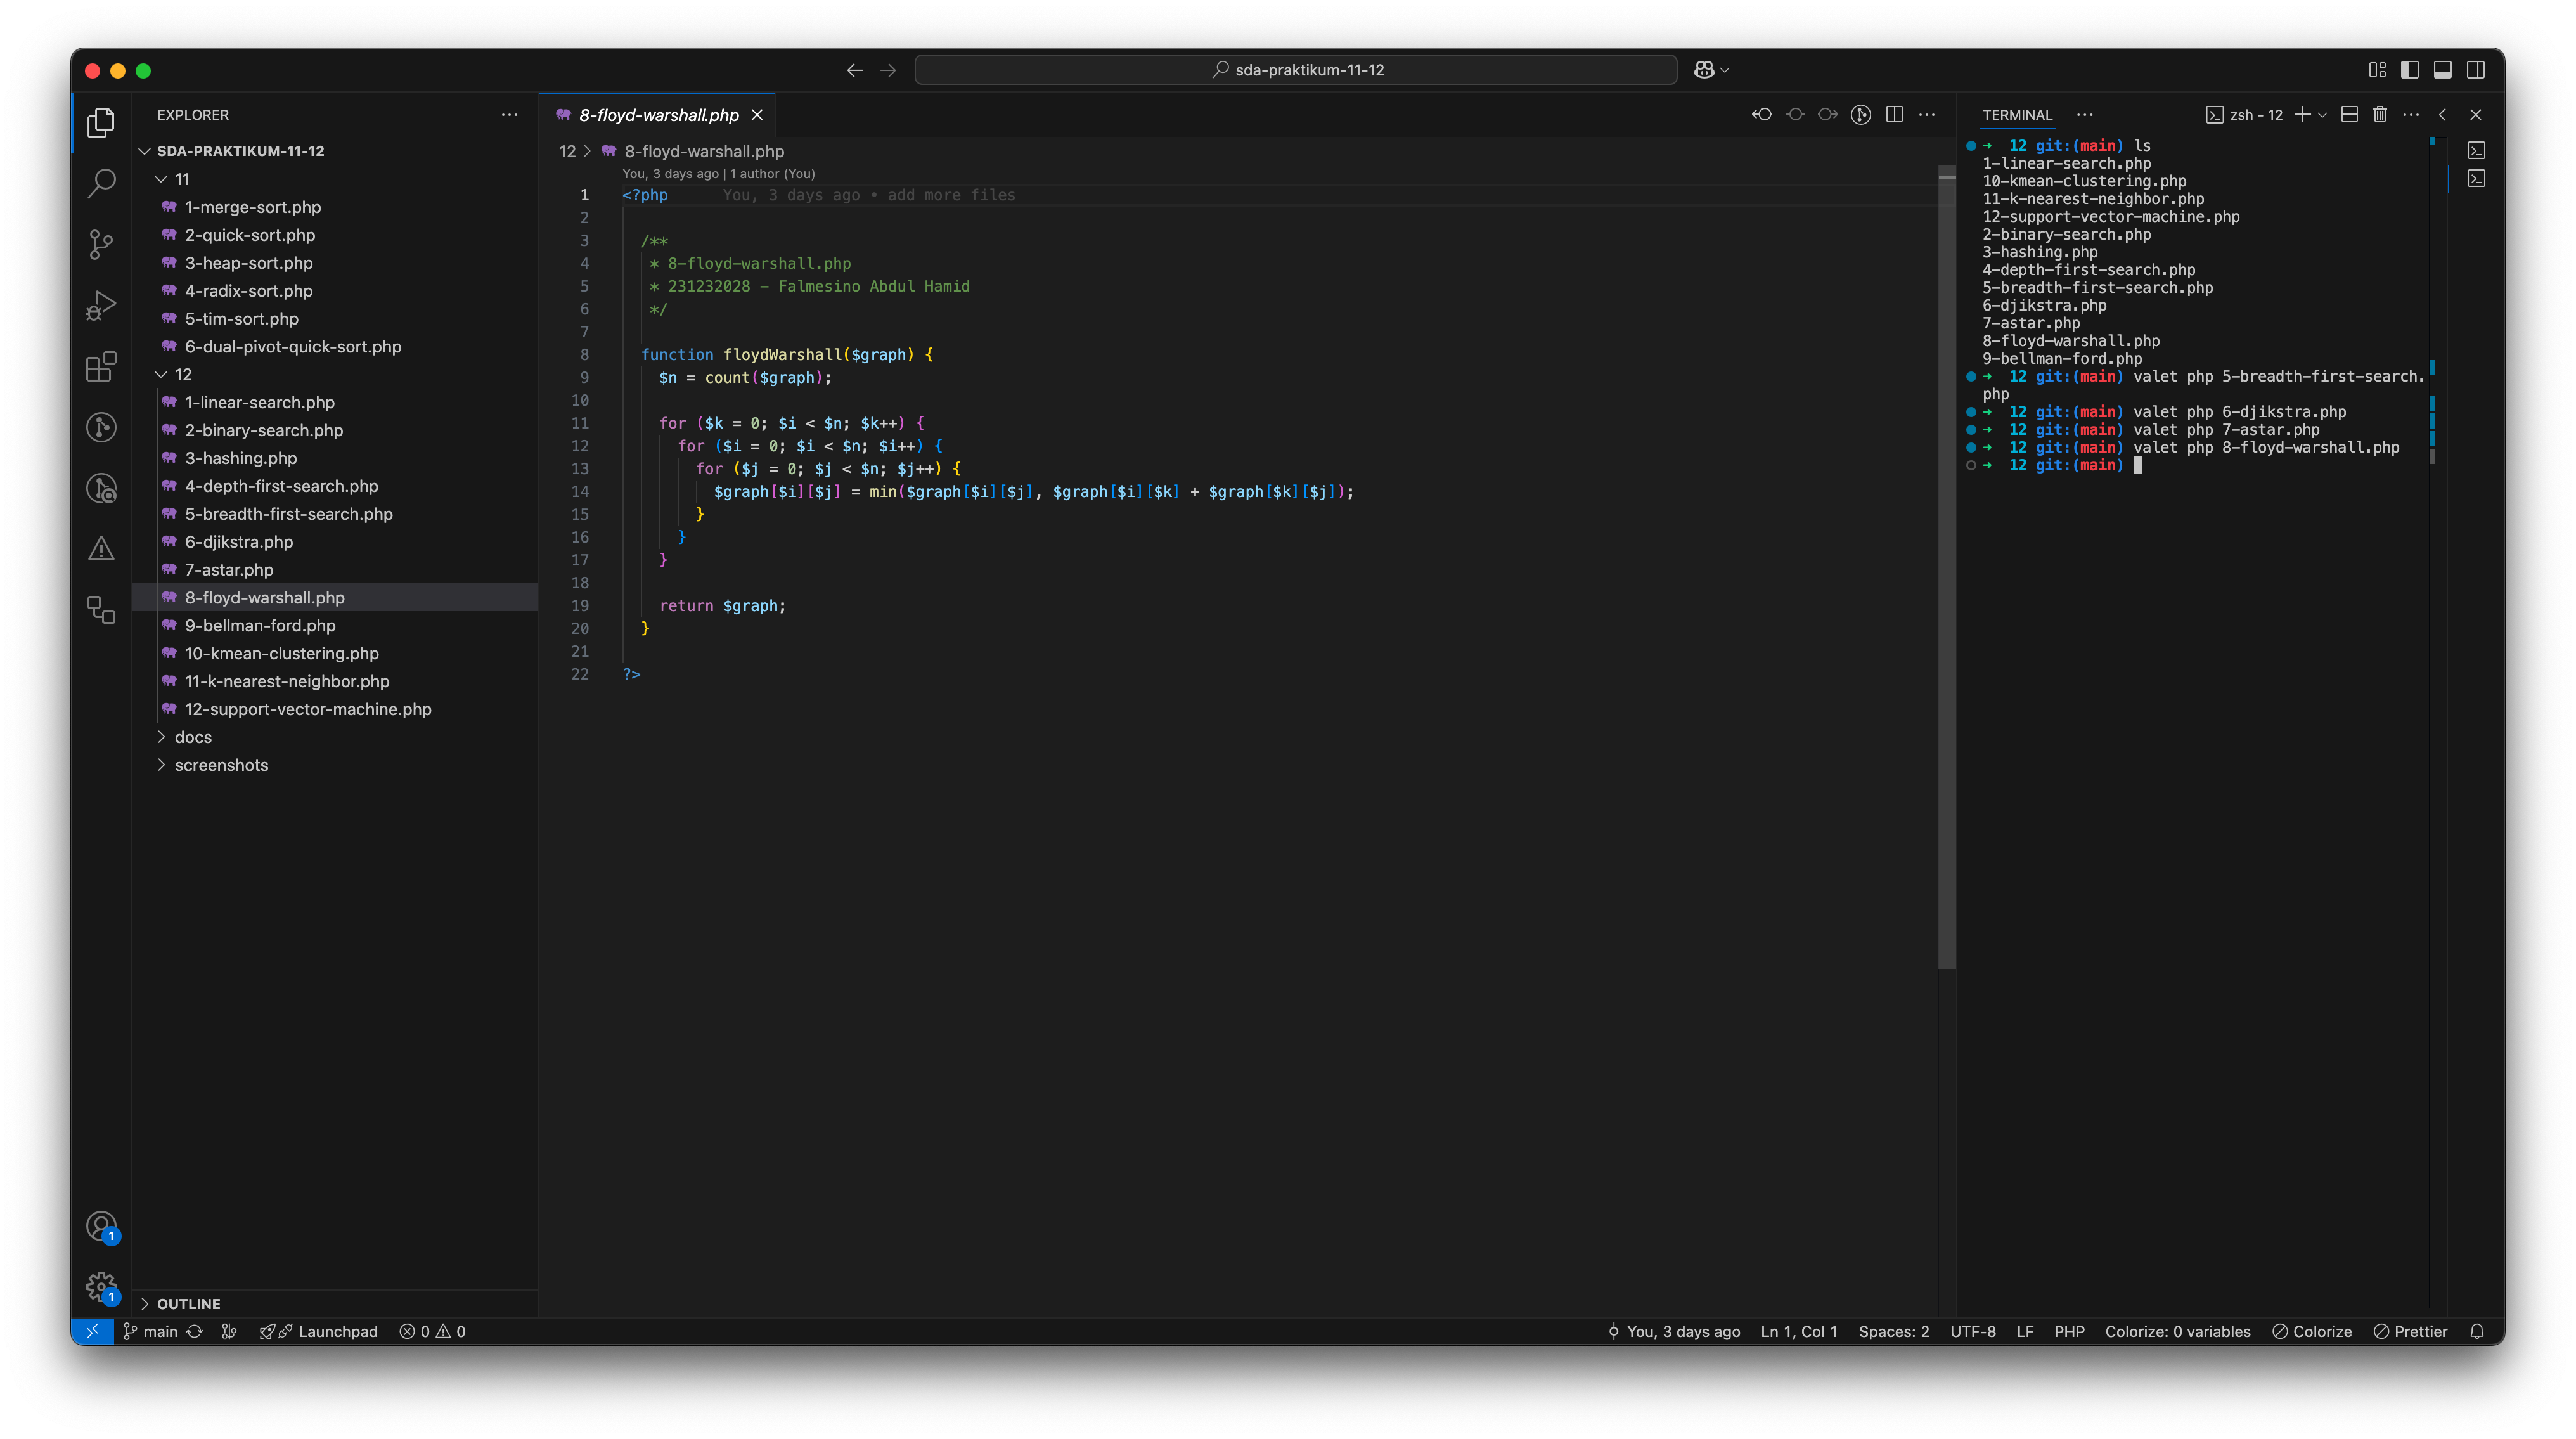 sda-praktikum-11-12
EXPLORER
SDA-PRAKTIKUM-11-12
11
1-merge-sort.php
2-quick-sort.php
3-heap-sort.php
4-radix-sort.php
5-tim-sort.php
6-dual-pivot-quick-sort.php
12
1-linear-search.php
2-binary-search.php
3-hashing.php
4-depth-first-search.php
5-breadth-first-search.php
6-djikstra.php
7-astar.php
8-floyd-warshall.php
9-bellman-ford.php
10-kmean-clustering.php
11-k-nearest-neighbor.php
12-support-vector-machine.php
docs
screenshots
OUTLINE
8-floyd-warshall.php
12 > 8-floyd-warshall.php
You, 3 days ago | 1 author (You)
1 <?php You, 3 days ago • add more files
2
3 /**
4 * 8-floyd-warshall.php
5 * 231232028 - Falmesino Abdul Hamid
6 */
7
8 function floydWarshall($graph) {
9 $n = count($graph);
10
11 for ($k = 0; $i < $n; $k++) {
12 for ($i = 0; $i < $n; $i++) {
13 for ($j = 0; $j < $n; $j++) {
14 $graph[$i][$j] = min($graph[$i][$j], $graph[$i][$k] + $graph[$k][$j]);
15 }
16 }
17 }
18
19 return $graph;
20 }
21
22 ?>
TERMINAL
zsh - 12
12 git:(main) ls
1-linear-search.php
10-kmean-clustering.php
11-k-nearest-neighbor.php
12-support-vector-machine.php
2-binary-search.php
3-hashing.php
4-depth-first-search.php
5-breadth-first-search.php
6-djikstra.php
7-astar.php
8-floyd-warshall.php
9-bellman-ford.php
12 git:(main) valet php 5-breadth-first-search.
php
12 git:(main) valet php 6-djikstra.php
12 git:(main) valet php 7-astar.php
12 git:(main) valet php 8-floyd-warshall.php
12 git:(main)
1
1
main Launchpad 0 0 You, 3 days ago Ln 1, Col 1 Spaces: 2 UTF-8 LF PHP Colorize: 0 variables Colorize Prettier